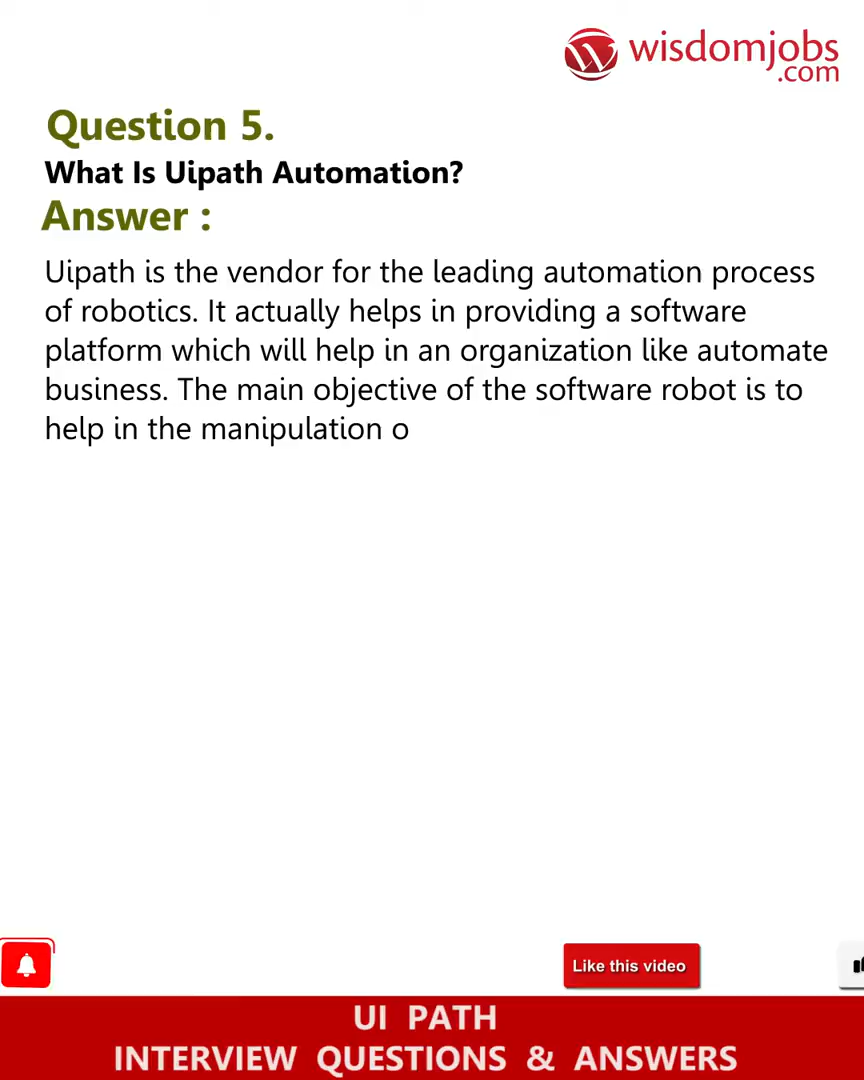 wisdomjobs
.com
Question 5.
What Is Uipath Automation?
Answer :
Uipath is the vendor for the leading automation process
of robotics. It actually helps in providing a software
platform which will help in an organization like automate
business. The main objective of the software robot is to
help in the manipulation o
Like this video
UI PATH
INTERVIEW QUESTIONS & ANSWERS